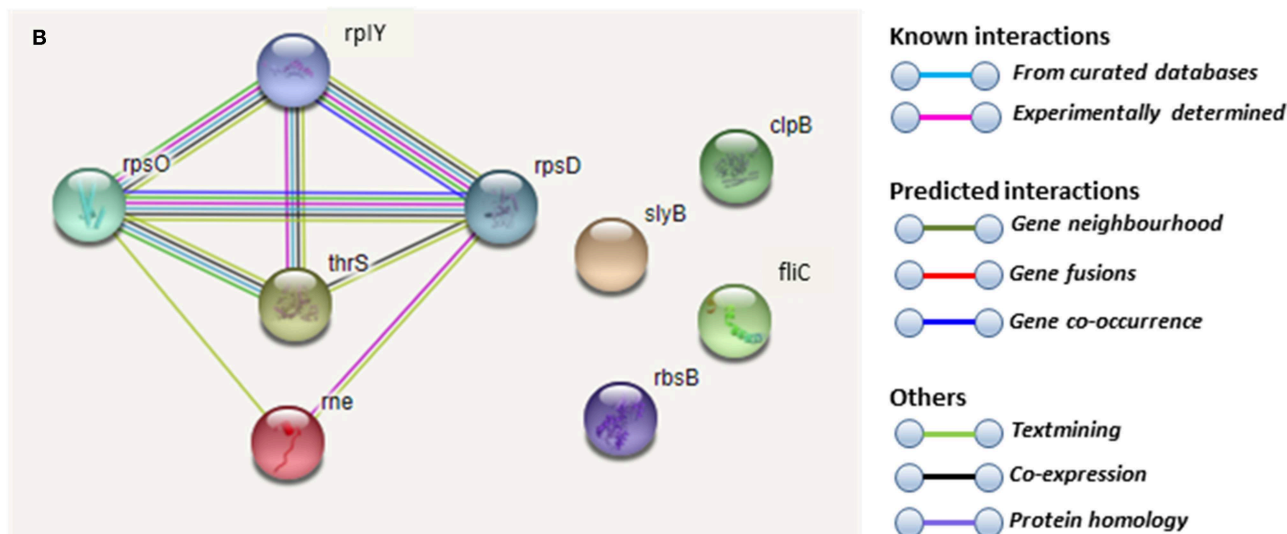 B
rplY
rpsO
rpsD
thrS
rne
clpB
slyB
fliC
rbsB
Known interactions
From curated databases
Experimentally determined
Predicted interactions
Gene neighbourhood
Gene fusions
Gene co-occurrence
Others
Textmining
Co-expression
Protein homology